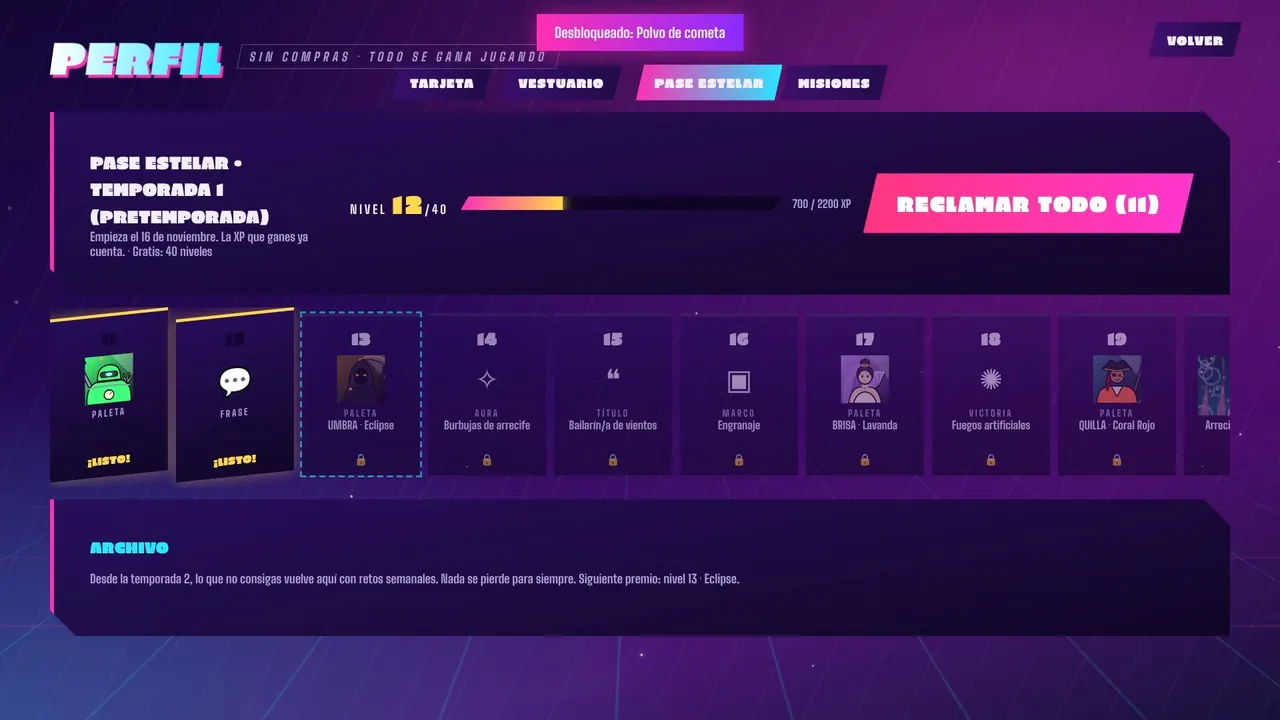 Desbloqueado: Polvo de cometa
PERFIL
SIN COMPRAS · TODO SE GANA JUGANDO
VOLVER
TARJETA
VESTUARIO
PASE ESTELAR
MISIONES
PASE ESTELAR •
TEMPORADA 1
(PRETEMPORADA)
Empieza el 16 de noviembre. La XP que ganes ya
cuenta. · Gratis: 40 niveles
NIVEL 12/40
700 / 2200 XP
RECLAMAR TODO (11)
PALETA
¡LISTO!
FRASE
¡LISTO!
13
PALETA
UMBRA · Eclipse
14
AURA
Burbujas de arrecife
15
TÍTULO
Bailarín/a de vientos
16
MARCO
Engranaje
17
PALETA
BRISA · Lavanda
18
VICTORIA
Fuegos artificiales
19
PALETA
QUILLA · Coral Rojo
Arreci
ARCHIVO
Desde la temporada 2, lo que no consigas vuelve aquí con retos semanales. Nada se pierde para siempre. Siguiente premio: nivel 13 · Eclipse.